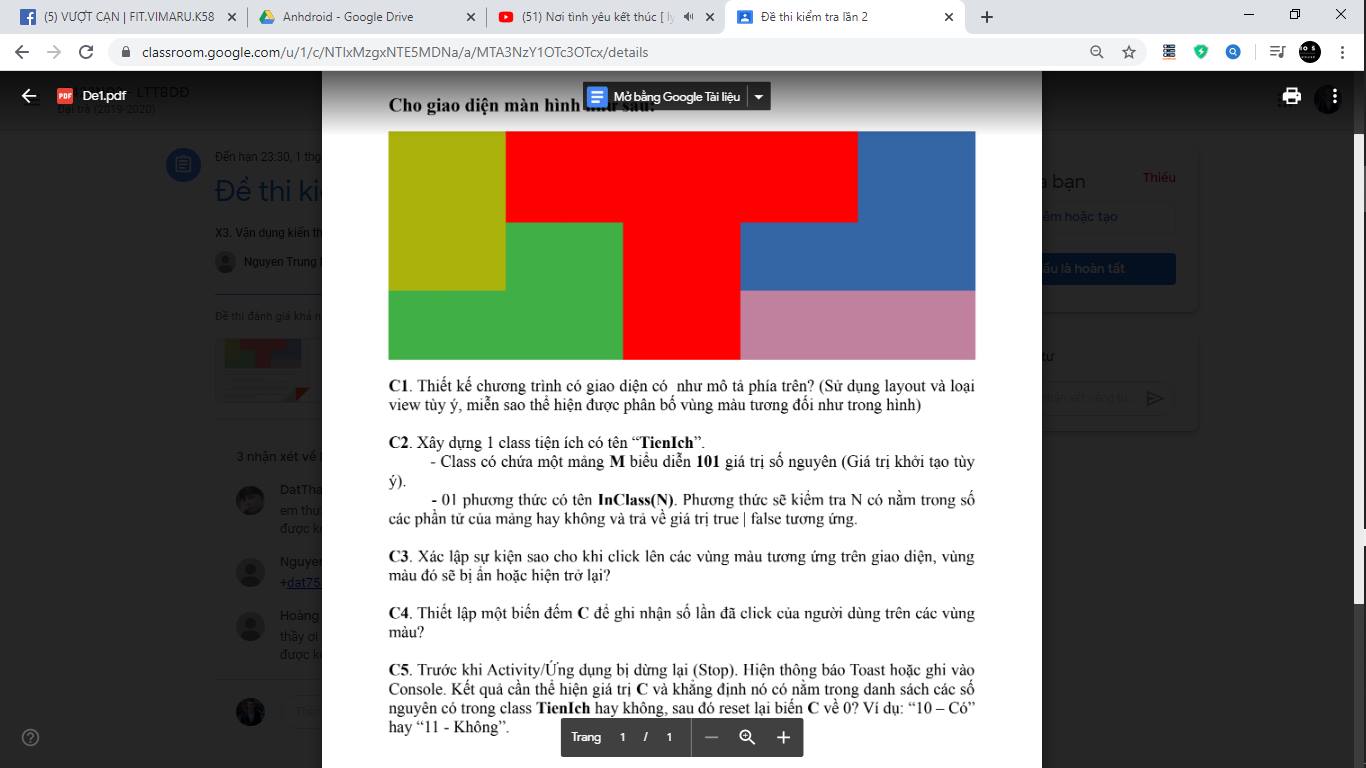 (5) VƯỢT CẠN | FIT.VIMARU.K58
Anhdroid - Google Drive
(51) Nơi tình yêu kết thúc [ ly
Đề thi kiểm tra lần 2
classroom.google.com/u/1/c/NTIxMzgxNTE5MDNa/a/MTA3NzY1OTc3OTcx/details
PDF De1.pdf
Mở bằng Google Tài liệu
- LTTBDĐ
Đại trà (2019-2020)
Đến hạn 23:30, 1 thg
Đề thi ki
X3. Vận dụng kiến th
Nguyen Trung
Đề thi đánh giá khả n
3 nhận xét về
DatTha
em thư
được k
Nguyen
+dat75
Hoàng
thầy ơi
được k
Cho giao diện màn hình như sau:
C1. Thiết kế chương trình có giao diện có như mô tả phía trên? (Sử dụng layout và loại
view tùy ý, miễn sao thể hiện được phân bố vùng màu tương đối như trong hình)
C2. Xây dựng 1 class tiện ích có tên “TienIch”.
- Class có chứa một mảng M biểu diễn 101 giá trị số nguyên (Giá trị khởi tạo tùy
ý).
- 01 phương thức có tên InClass(N). Phương thức sẽ kiểm tra N có nằm trong số
các phần tử của mảng hay không và trả về giá trị true | false tương ứng.
C3. Xác lập sự kiện sao cho khi click lên các vùng màu tương ứng trên giao diện, vùng
màu đó sẽ bị ẩn hoặc hiện trở lại?
C4. Thiết lập một biến đếm C để ghi nhận số lần đã click của người dùng trên các vùng
màu?
C5. Trước khi Activity/Ứng dụng bị dừng lại (Stop). Hiện thông báo Toast hoặc ghi vào
Console. Kết quả cần thể hiện giá trị C và khẳng định nó có nằm trong danh sách các số
nguyên có trong class TienIch hay không, sau đó reset lại biến C về 0? Ví dụ: “10 – Có”
hay “11 - Không”.
Trang 1 / 1
a bạn
Thiếu
êm hoặc tạo
ấu là hoàn tất
tư